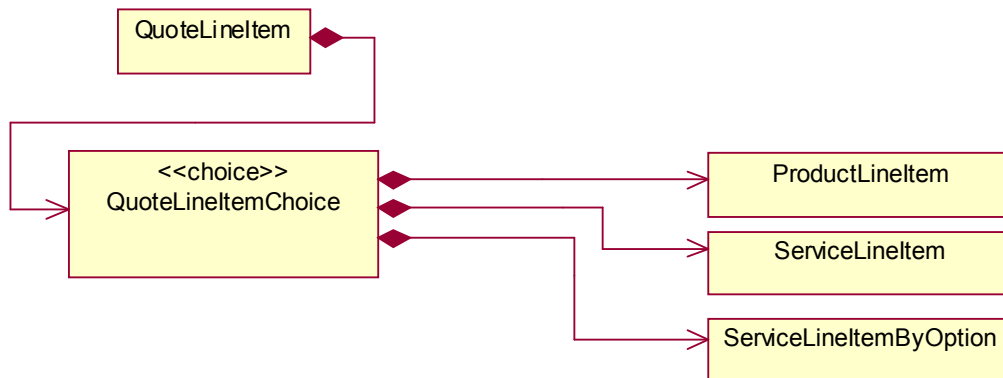 QuoteLineItem
<<choice>>
QuoteLineItemChoice
ProductLineItem
ServiceLineItem
ServiceLineItemByOption